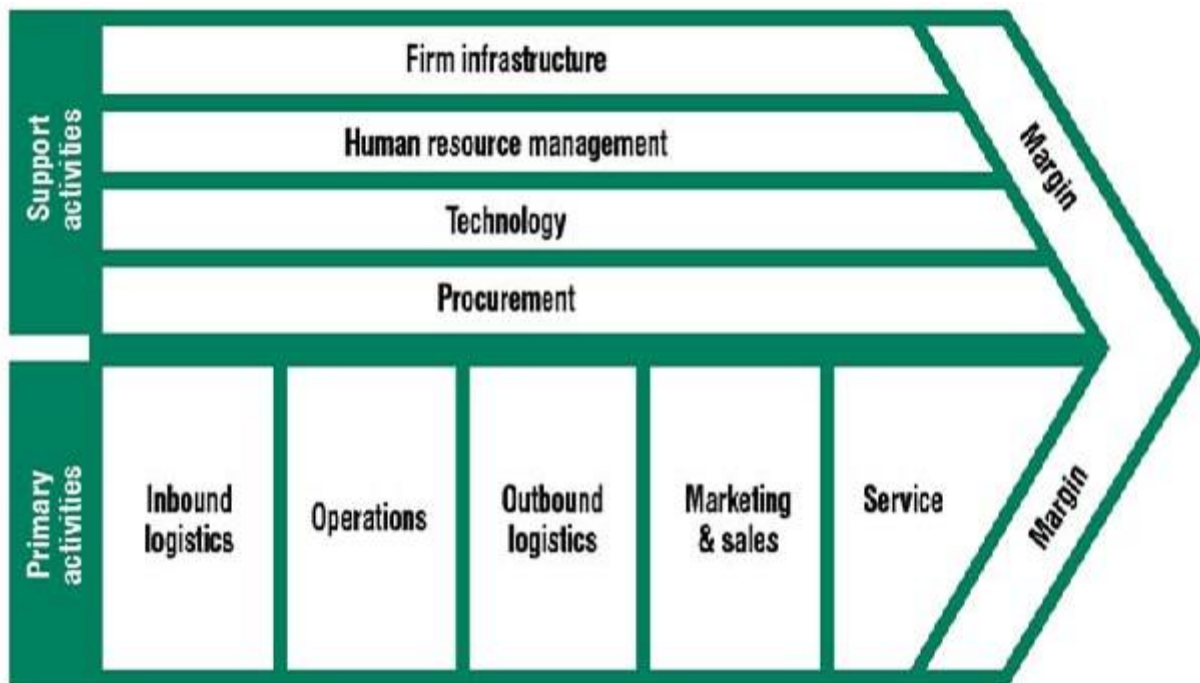 Support
activities
Firm infrastructure
Human resource management
Technology
Procurement
Margin
Primary
activities
Inbound
logistics
Operations
Outbound
logistics
Marketing
& sales
Service
Margin